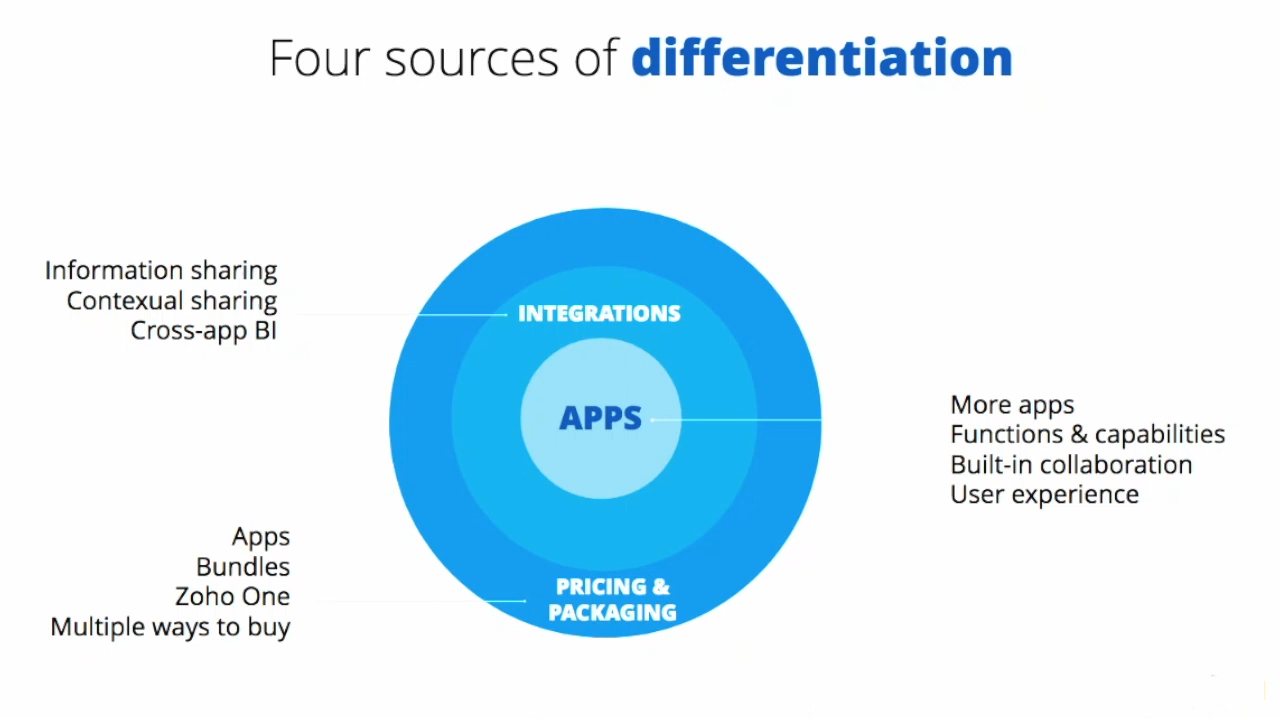 Four sources of differentiation
Information sharing
Contexual sharing
Cross-app BI
INTEGRATIONS
APPS
More apps
Functions & capabilities
Built-in collaboration
User experience
Apps
Bundles
Zoho One
Multiple ways to buy
PRICING &
PACKAGING